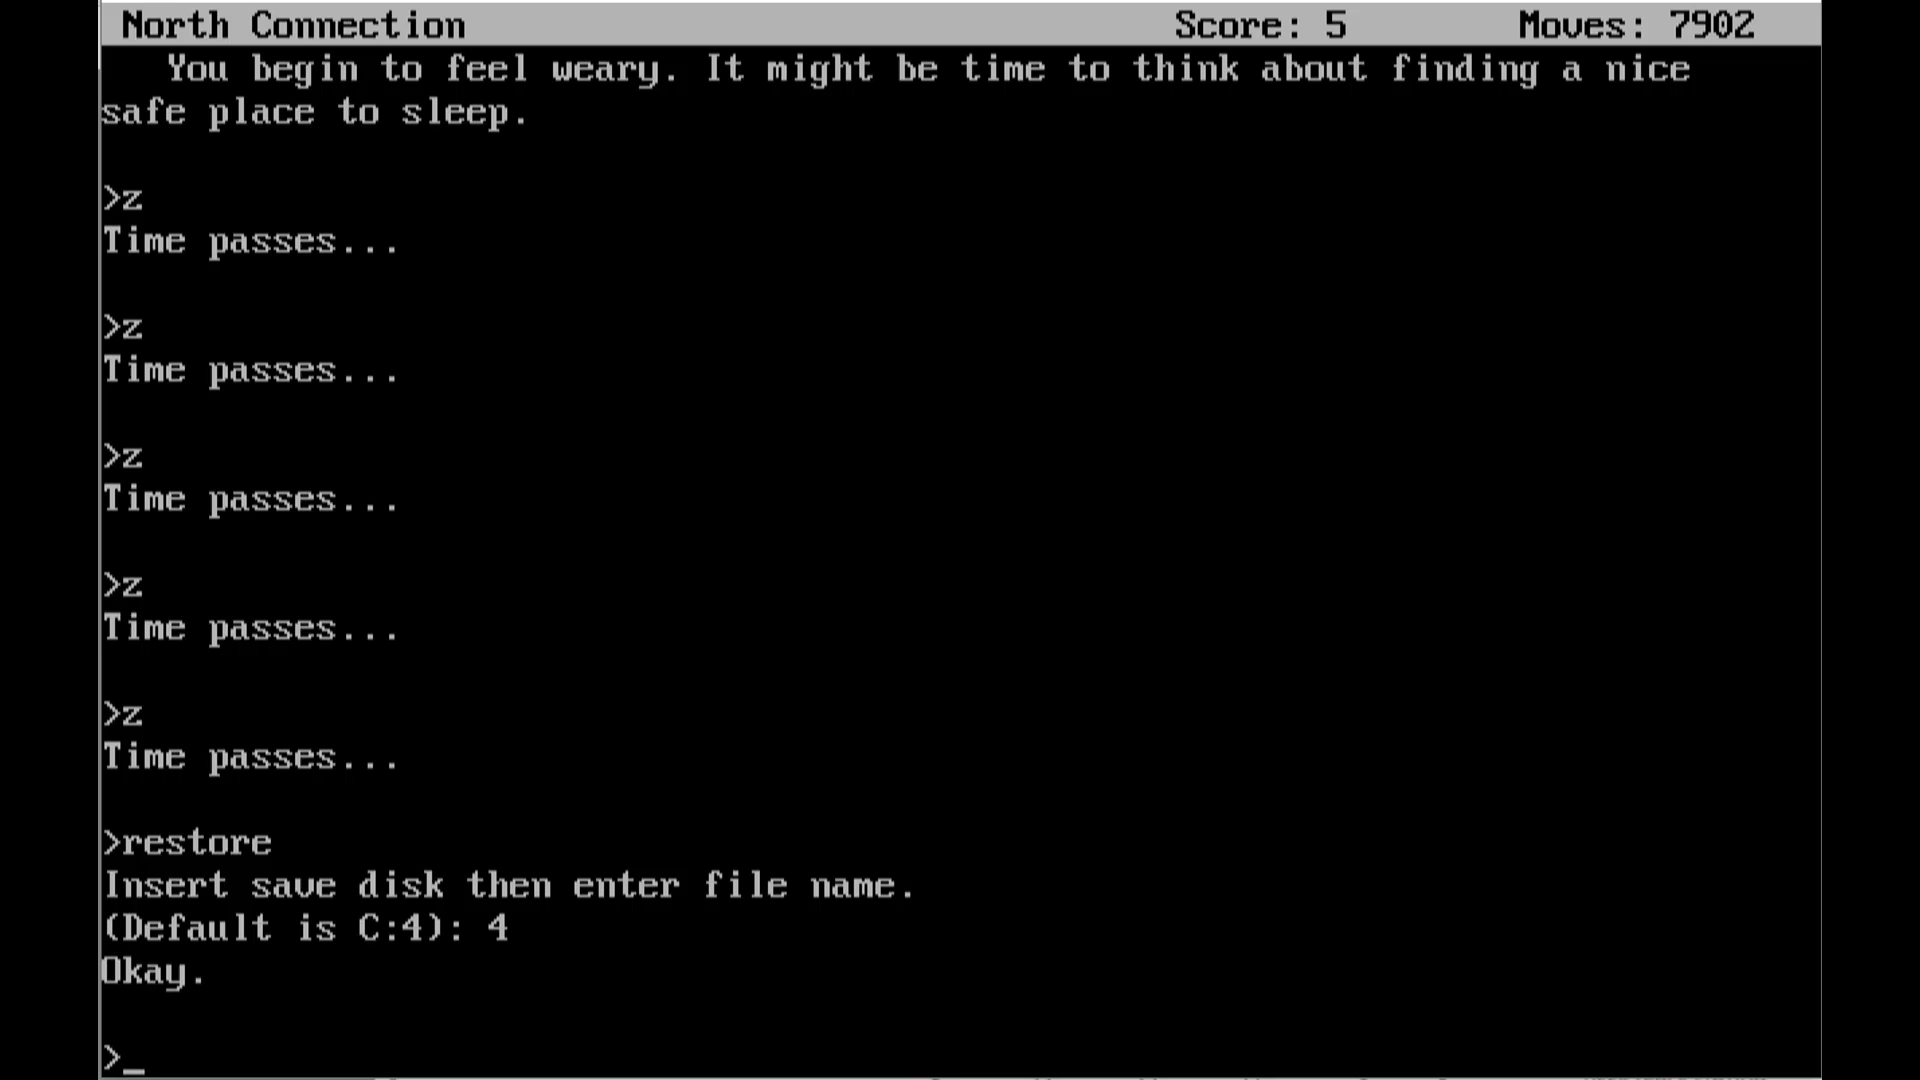 North Connection Score: 5 Moves: 7902
You begin to feel weary. It might be time to think about finding a nice
safe place to sleep.
>z
Time passes...
>z
Time passes...
>z
Time passes...
>z
Time passes...
>z
Time passes...
>restore
Insert save disk then enter file name.
(Default is C:4): 4
Okay.
>_